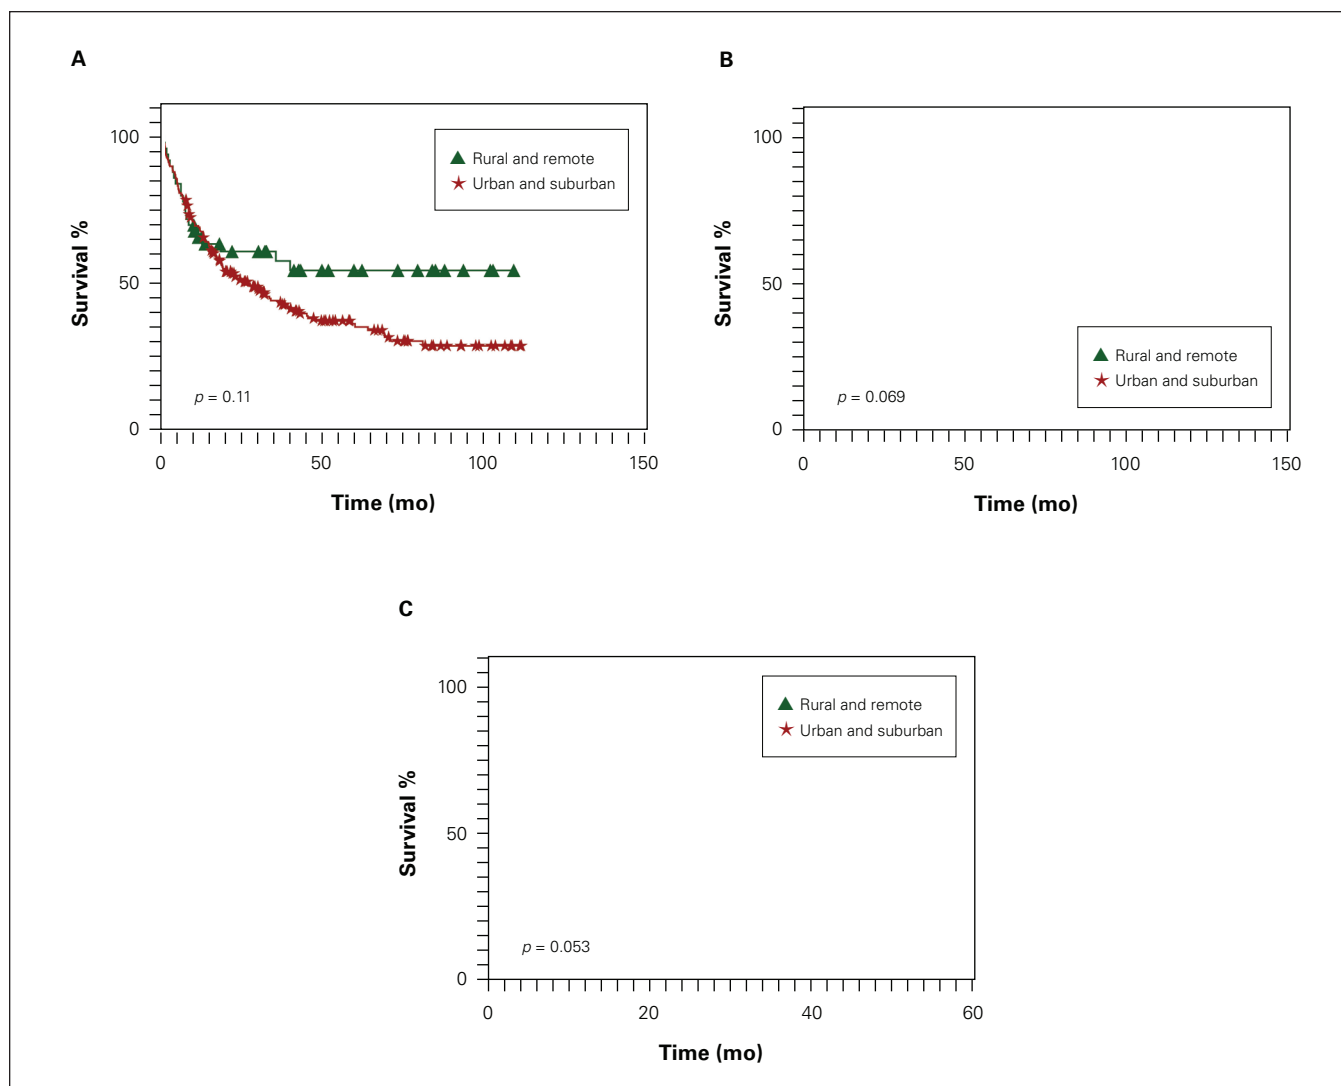 A
100
50
0
Survival %
Rural and remote
Urban and suburban
p = 0.11
0 50 100 150
Time (mo)
B
100
50
0
Survival %
Rural and remote
Urban and suburban
p = 0.069
0 50 100 150
Time (mo)
C
100
50
0
Survival %
Rural and remote
Urban and suburban
p = 0.053
0 20 40 60
Time (mo)